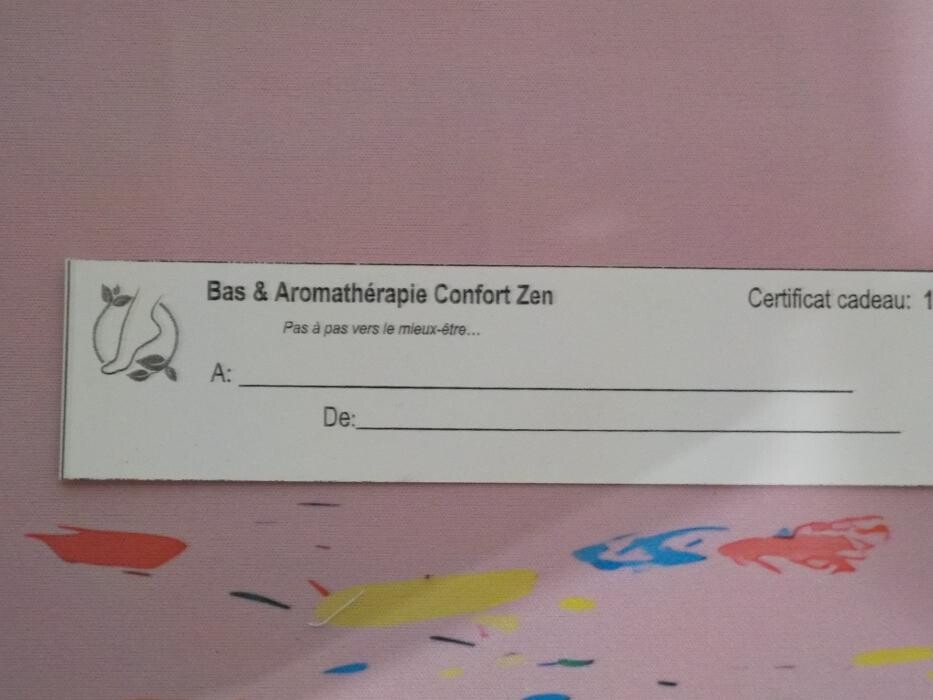 Bas & Aromathérapie Confort Zen
Certificat cadeau: 1
Pas à pas vers le mieux-être...
A:
De: